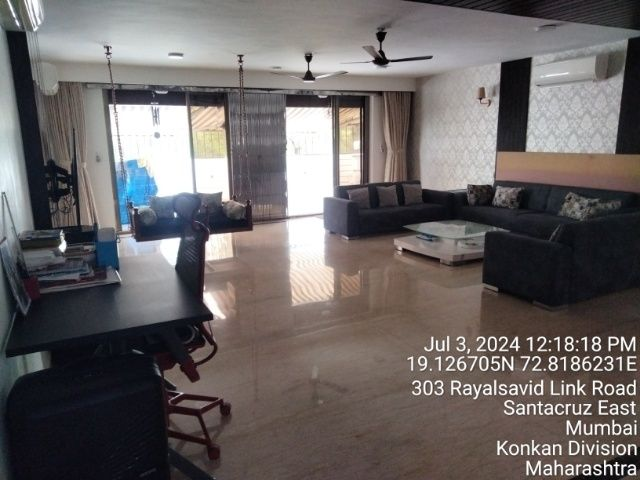 Jul 3, 2024 12:18:18 PM
19.126705N 72.8186231E
303 Rayalsavid Link Road
Santacruz East
Mumbai
Konkan Division
Maharashtra